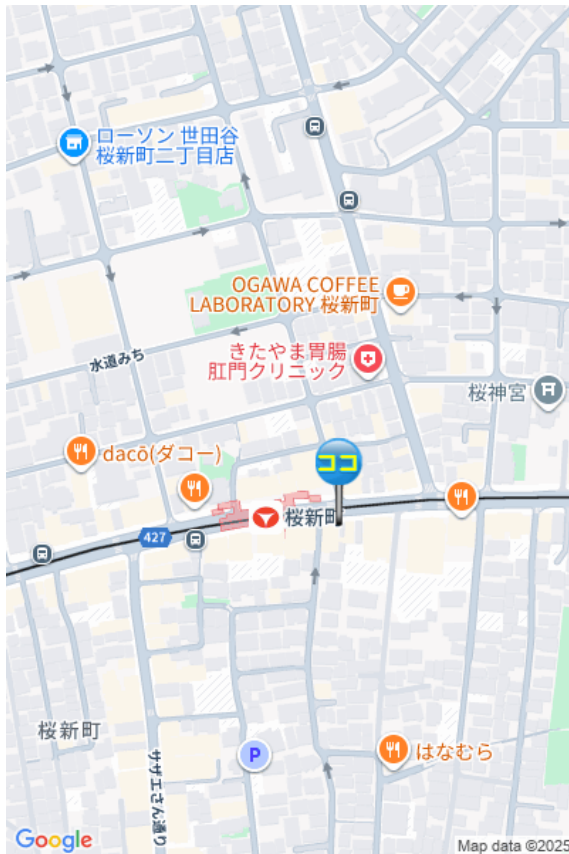 ローソン 世田谷
桜新町二丁目店
OGAWA COFFEE
LABORATORY 桜新町
水道みち
きたやま胃腸
肛門クリニック
桜神宮
dacō(ダコー)
ココ
桜新町
427
桜新町
サザエさん通り
P
はなむら
Google
Map data ©2025